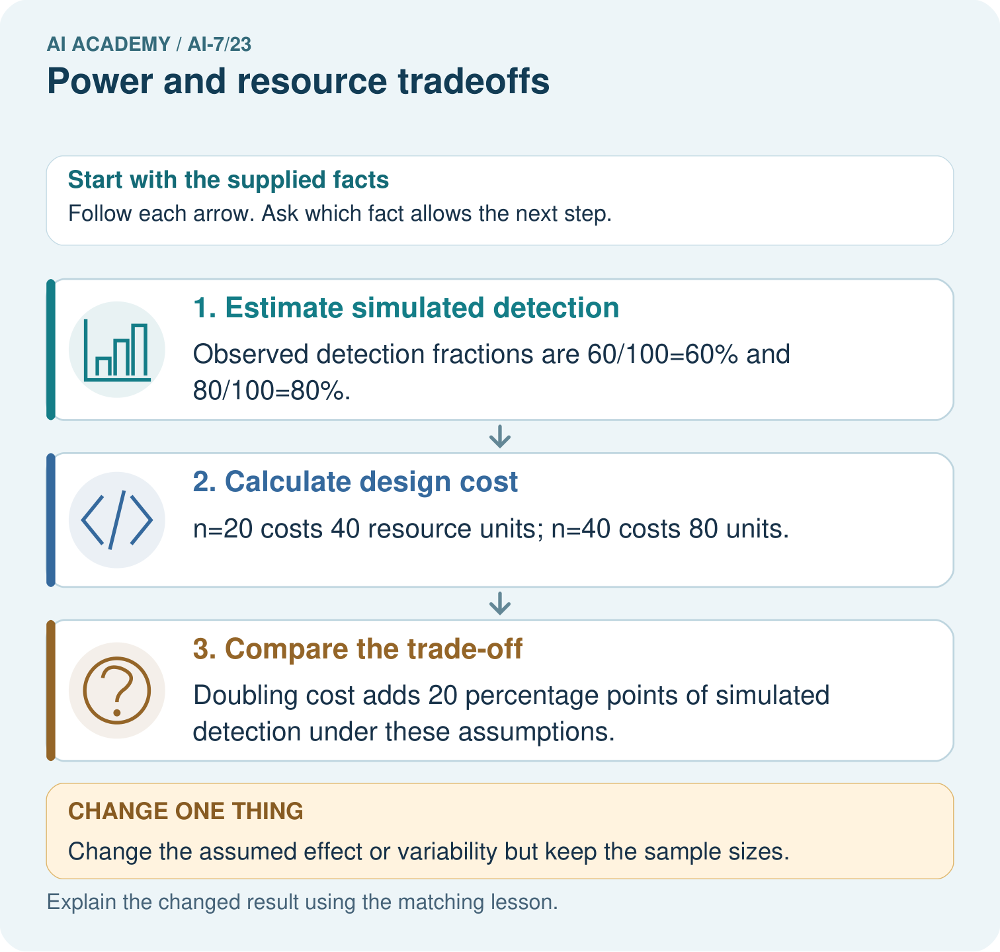 AI ACADEMY / AI-7/23
Power and resource tradeoffs
Start with the supplied facts
Follow each arrow. Ask which fact allows the next step.
1. Estimate simulated detection
Observed detection fractions are 60/100=60% and
80/100=80%.
2. Calculate design cost
n=20 costs 40 resource units; n=40 costs 80 units.
3. Compare the trade-off
Doubling cost adds 20 percentage points of simulated
detection under these assumptions.
CHANGE ONE THING
Change the assumed effect or variability but keep the sample sizes.
Explain the changed result using the matching lesson.